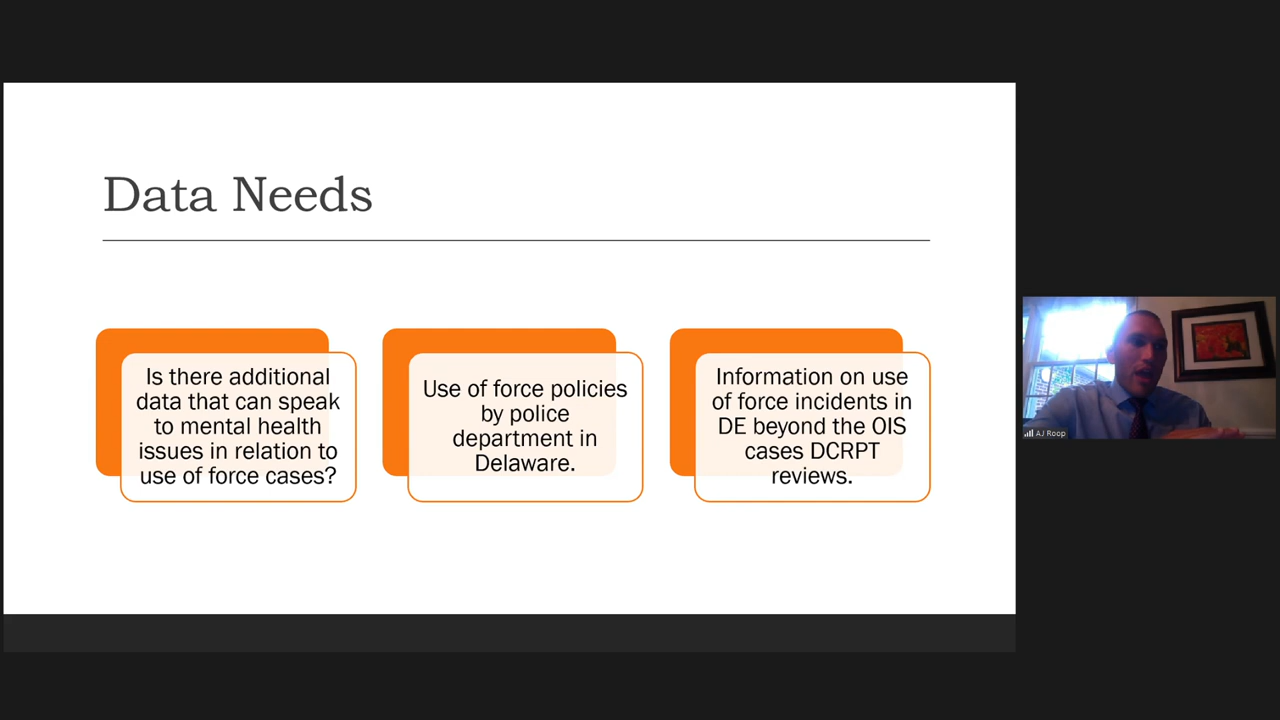 Data Needs
Is there additional
data that can speak
to mental health
issues in relation to
use of force cases?
Use of force policies
by police
department in
Delaware.
Information on use
of force incidents in
DE beyond the OIS
cases DCRPT
reviews.
AJ Roop